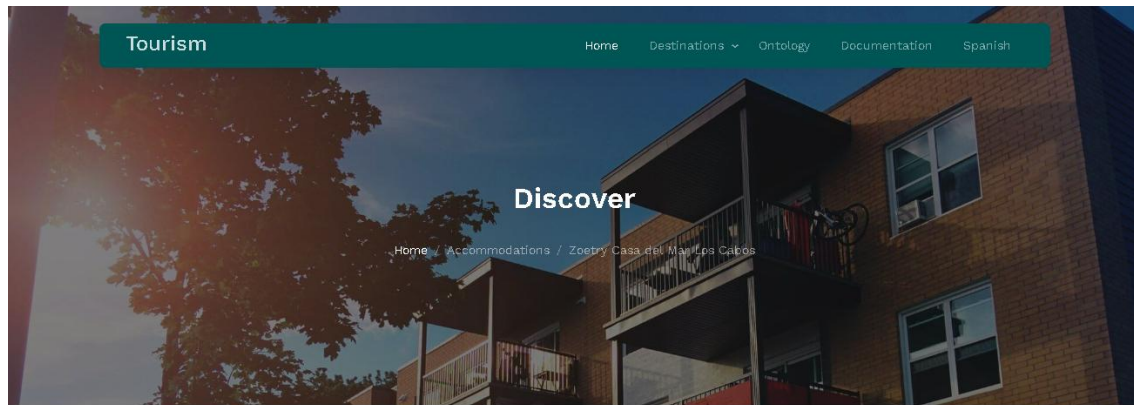 Tourism Home Destinations Ontology Documentation Spanish
Discover
Home / Accommodations / Zoetry Casa del Mar Los Cabos